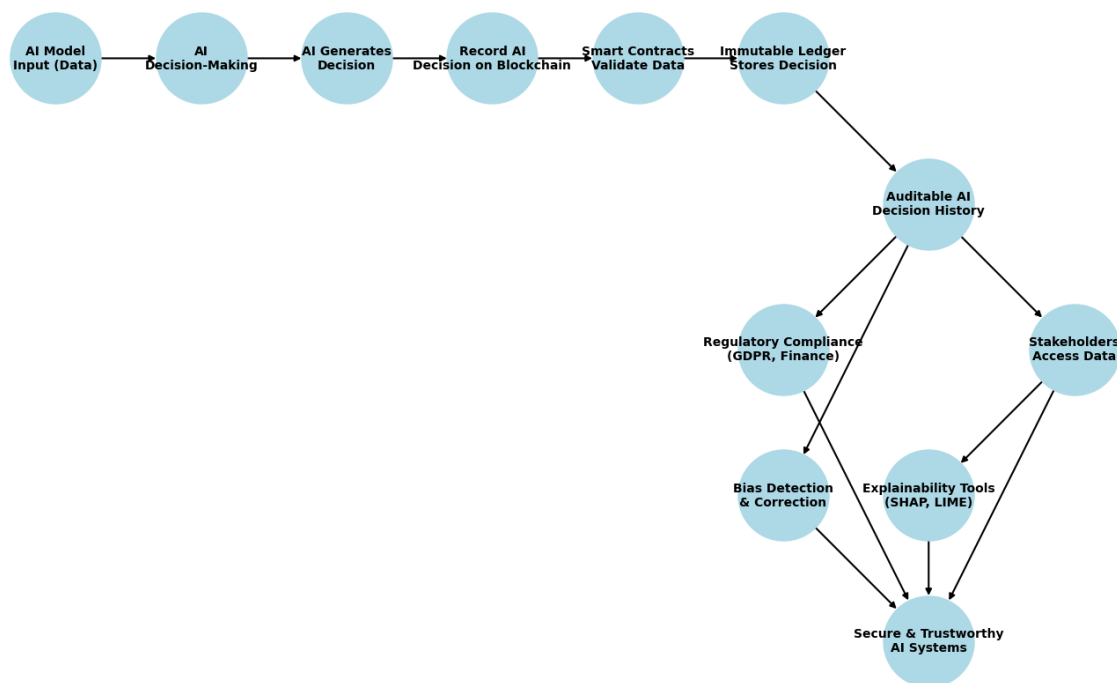 AI Model
Input (Data)
AI
Decision-Making
AI Generates
Decision
Record AI
Decision on Blockchain
Smart Contracts
Validate Data
Immutable Ledger
Stores Decision
Auditable AI
Decision History
Regulatory Compliance
(GDPR, Finance)
Stakeholders
Access Data
Bias Detection
& Correction
Explainability Tools
(SHAP, LIME)
Secure & Trustworthy
AI Systems